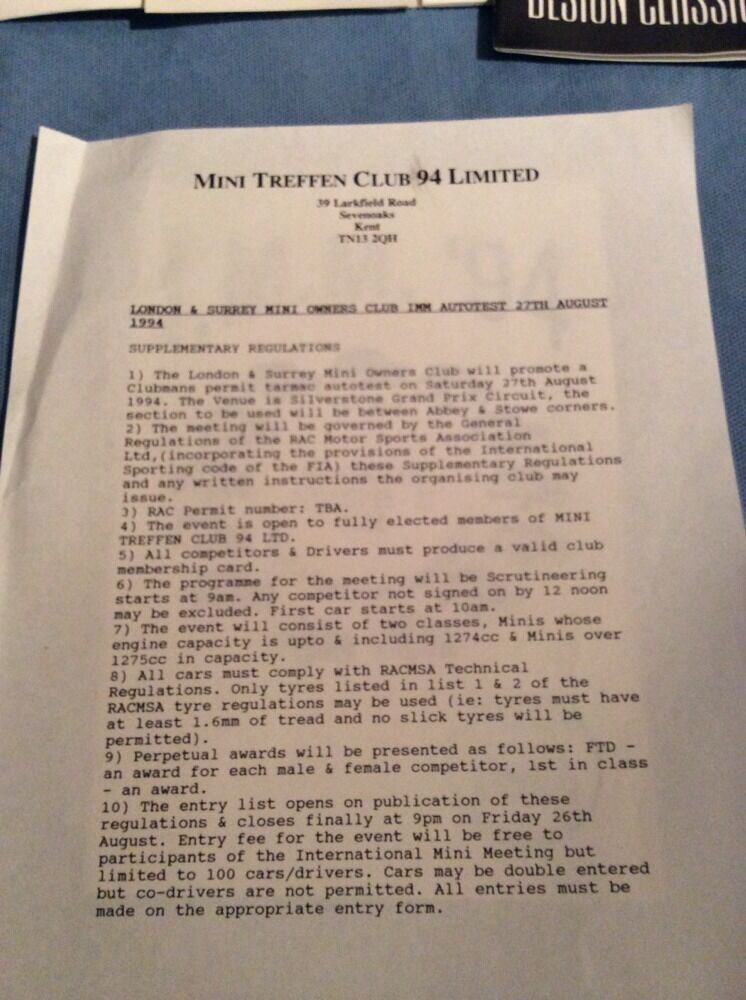 DESIGN CLASSIC
MINI TREFFEN CLUB 94 LIMITED
39 Larkfield Road
Sevenoaks
Kent
TN13 2QH
LONDON & SURREY MINI OWNERS CLUB IMM AUTOTEST 27TH AUGUST
1994
SUPPLEMENTARY REGULATIONS
1) The London & Surrey Mini Owners Club will promote a
Clubmans permit tarmac autotest on Saturday 27th August
1994. The Venue is Silverstone Grand Prix Circuit, the
section to be used will be between Abbey & Stowe corners.
2) The meeting will be governed by the General
Regulations of the RAC Motor Sports Association
Ltd,(incorporating the provisions of the International
Sporting code of the FIA) these Supplementary Regulations
and any written instructions the organising club may
issue.
3) RAC Permit number: TBA.
4) The event is open to fully elected members of MINI
TREFFEN CLUB 94 LTD.
5) All competitors & Drivers must produce a valid club
membership card.
6) The programme for the meeting will be Scrutineering
starts at 9am. Any competitor not signed on by 12 noon
may be excluded. First car starts at 10am.
7) The event will consist of two classes, Minis whose
engine capacity is upto & including 1274cc & Minis over
1275cc in capacity.
8) All cars must comply with RACMSA Technical
Regulations. Only tyres listed in list 1 & 2 of the
RACMSA tyre regulations may be used (ie: tyres must have
at least 1.6mm of tread and no slick tyres will be
permitted).
9) Perpetual awards will be presented as follows: FTD -
an award for each male & female competitor, 1st in class
- an award.
10) The entry list opens on publication of these
regulations & closes finally at 9pm on Friday 26th
August. Entry fee for the event will be free to
participants of the International Mini Meeting but
limited to 100 cars/drivers. Cars may be double entered
but co-drivers are not permitted. All entries must be
made on the appropriate entry form.